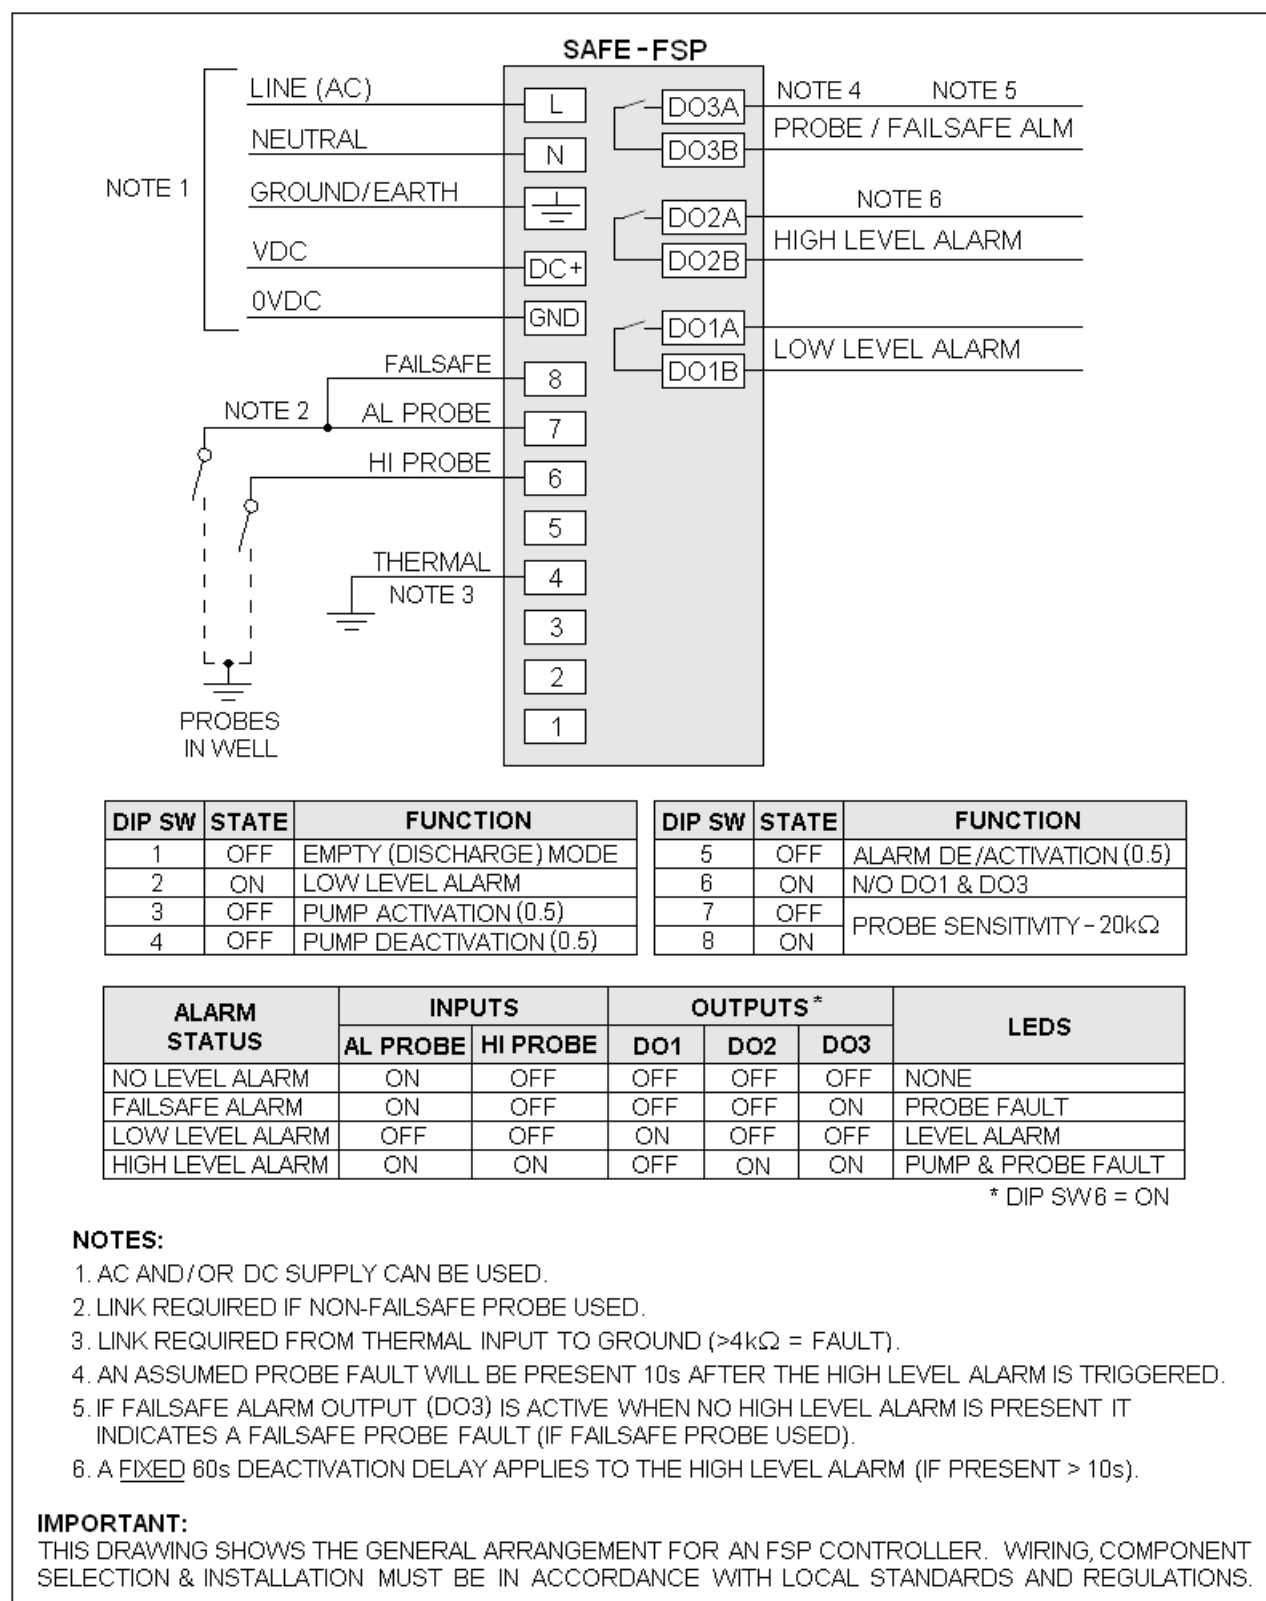 SAFE-FSP
LINE (AC)
NEUTRAL
NOTE 1
GROUND/EARTH
VDC
0VDC
FAILSAFE
NOTE 2
AL PROBE
HI PROBE
THERMAL
NOTE 3
PROBES
IN WELL
L
N
DC+
GND
8
7
6
5
4
3
2
1
DO3A
DO3B
DO2A
DO2B
DO1A
DO1B
NOTE 4 NOTE 5
PROBE / FAILSAFE ALM
NOTE 6
HIGH LEVEL ALARM
LOW LEVEL ALARM
DIP SW STATE FUNCTION
1 OFF EMPTY (DISCHARGE) MODE
2 ON LOW LEVEL ALARM
3 OFF PUMP ACTIVATION (0.5)
4 OFF PUMP DEACTIVATION (0.5)
DIP SW STATE FUNCTION
5 OFF ALARM DE/ACTIVATION (0.5)
6 ON N/O DO1 & DO3
7 OFF PROBE SENSITIVITY - 20kΩ
8 ON
ALARM STATUS INPUTS OUTPUTS* LEDS
AL PROBE HI PROBE DO1 DO2 DO3
NO LEVEL ALARM ON OFF OFF OFF OFF NONE
FAILSAFE ALARM ON OFF OFF OFF ON PROBE FAULT
LOW LEVEL ALARM OFF OFF ON OFF OFF LEVEL ALARM
HIGH LEVEL ALARM ON ON OFF ON ON PUMP & PROBE FAULT
* DIP SW6 = ON
NOTES:
1. AC AND/OR DC SUPPLY CAN BE USED.
2. LINK REQUIRED IF NON-FAILSAFE PROBE USED.
3. LINK REQUIRED FROM THERMAL INPUT TO GROUND (>4kΩ = FAULT).
4. AN ASSUMED PROBE FAULT WILL BE PRESENT 10s AFTER THE HIGH LEVEL ALARM IS TRIGGERED.
5. IF FAILSAFE ALARM OUTPUT (DO3) IS ACTIVE WHEN NO HIGH LEVEL ALARM IS PRESENT IT
INDICATES A FAILSAFE PROBE FAULT (IF FAILSAFE PROBE USED).
6. A FIXED 60s DEACTIVATION DELAY APPLIES TO THE HIGH LEVEL ALARM (IF PRESENT > 10s).
IMPORTANT:
THIS DRAWING SHOWS THE GENERAL ARRANGEMENT FOR AN FSP CONTROLLER. WIRING, COMPONENT
SELECTION & INSTALLATION MUST BE IN ACCORDANCE WITH LOCAL STANDARDS AND REGULATIONS.